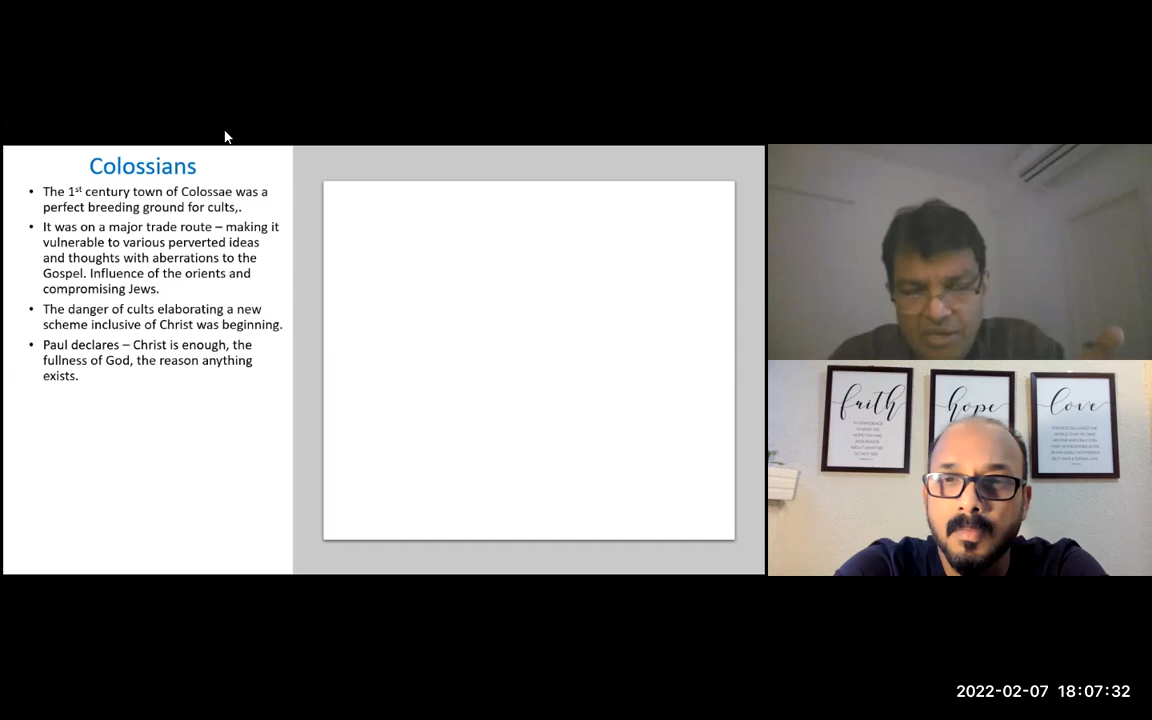 Colossians
• The 1st century town of Colossae was a
perfect breeding ground for cults,.
• It was on a major trade route – making it
vulnerable to various perverted ideas
and thoughts with aberrations to the
Gospel. Influence of the orients and
compromising Jews.
• The danger of cults elaborating a new
scheme inclusive of Christ was beginning.
• Paul declares – Christ is enough, the
fullness of God, the reason anything
exists.
faith
hope
love
2022-02-07 18:07:32